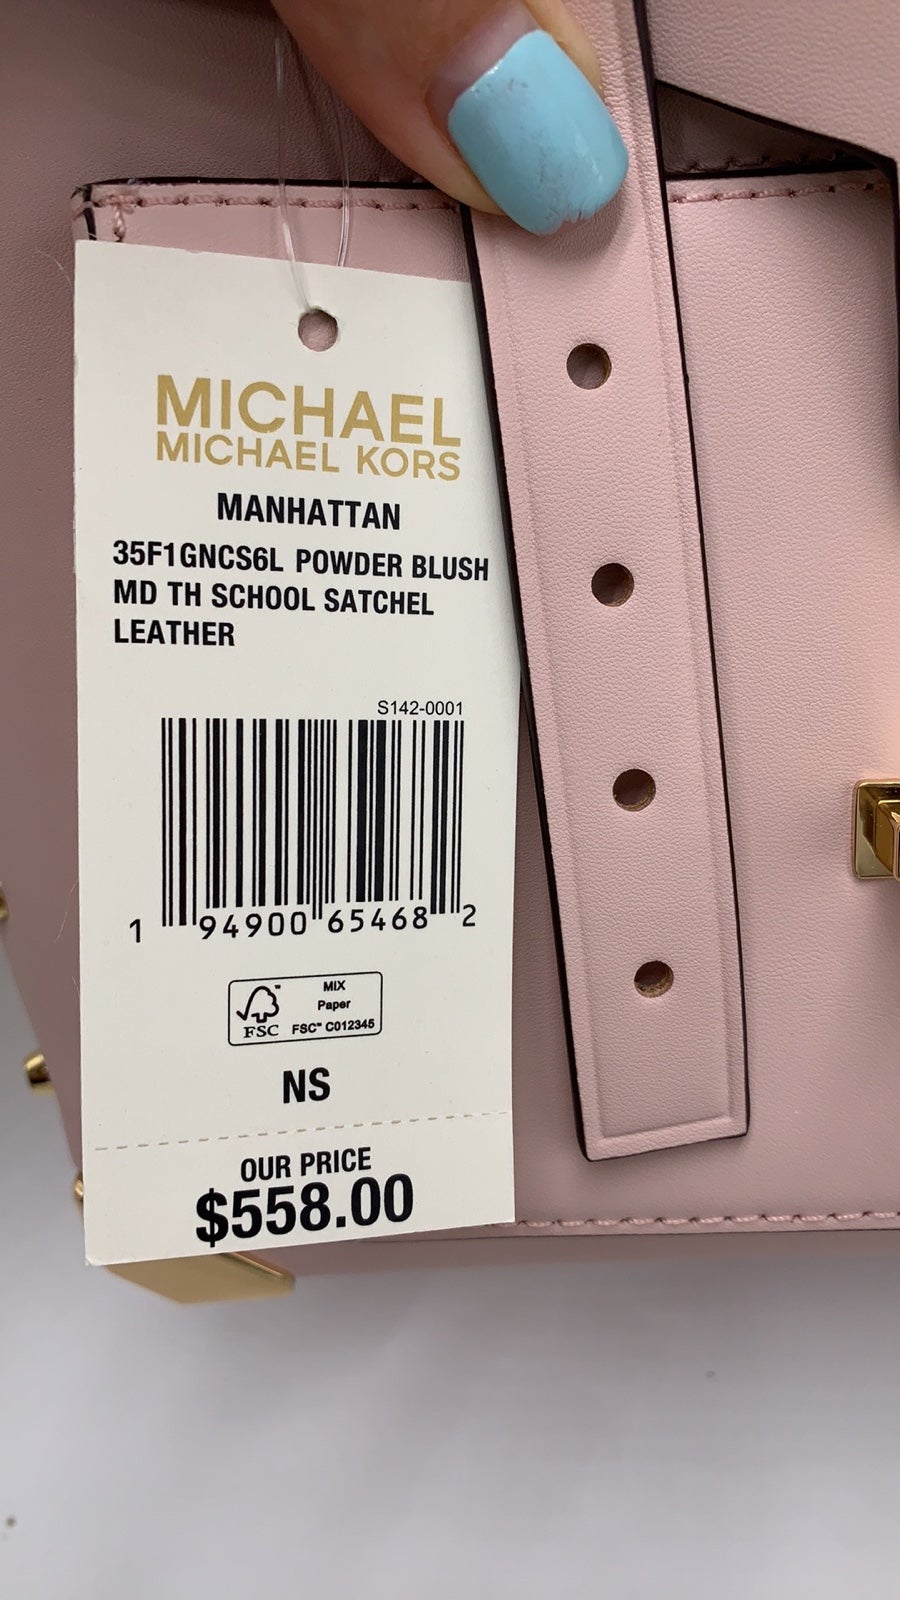 MICHAEL
MICHAEL KORS
MANHATTAN
35F1GNCS6L POWDER BLUSH
MD TH SCHOOL SATCHEL
LEATHER
S142-0001
1 94900 65468 2
FSC™ MIX
Paper
FSC™ C012345
NS
OUR PRICE
$558.00